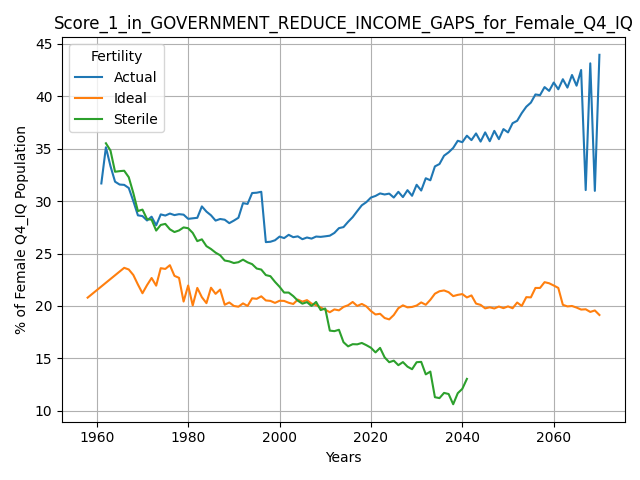 Score_1_in_GOVERNMENT_REDUCE_INCOME_GAPS_for_Female_Q4_IQ
Fertility
Actual
Ideal
Sterile
% of Female Q4_IQ Population
45
40
35
30
25
20
15
10
1960
1980
2000
2020
2040
2060
Years